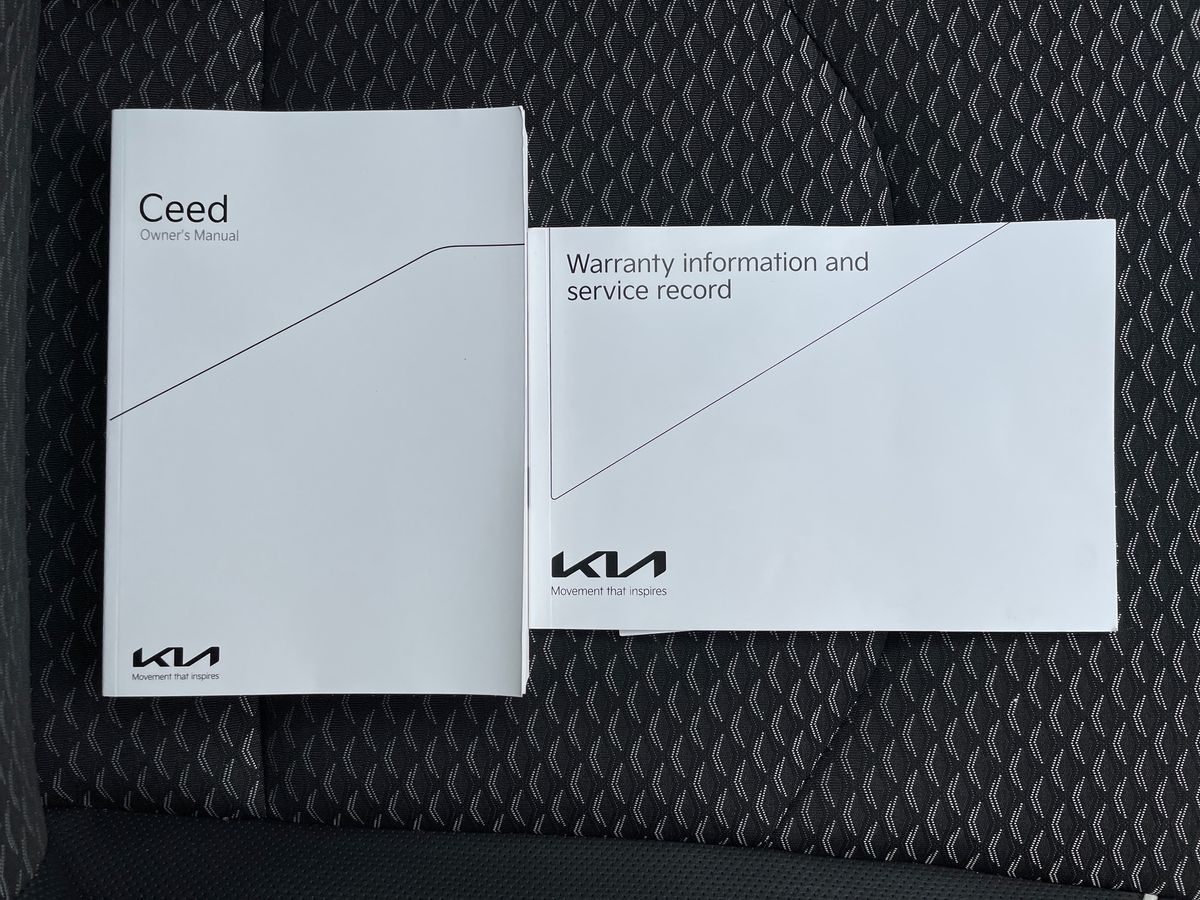 Ceed
Owner's Manual
KIA
Movement that inspires
Warranty information and
service record
KIA
Movement that inspires